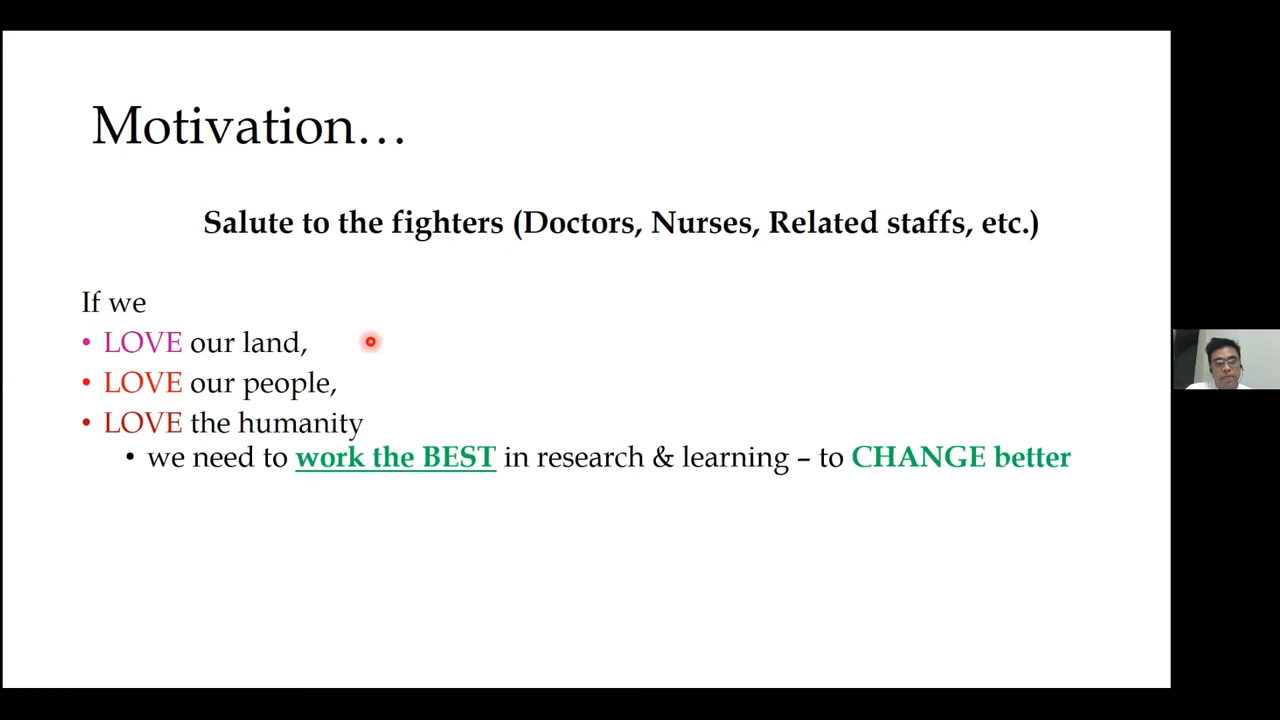 Motivation…
Salute to the fighters (Doctors, Nurses, Related staffs, etc.)
If we
• LOVE our land,
• LOVE our people,
• LOVE the humanity
• we need to work the BEST in research & learning – to CHANGE better